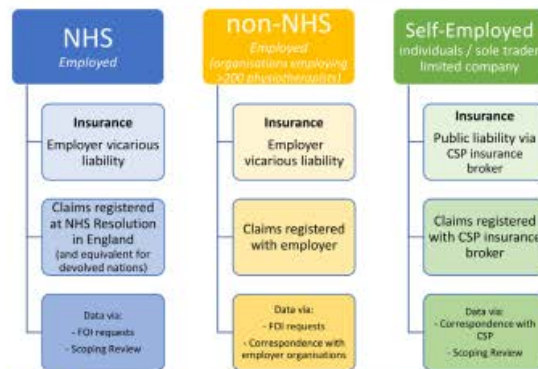 NHS
Employed
Insurance
Employer vicarious
liability
Claims registered
at NHS Resolution
in England
(and equivalent for
devolved nations)
Data via:
- FOI requests
- Scoping Review
non-NHS
Employed
(organisations employing
>200 physiotherapists)
Insurance
Employer
vicarious liability
Claims registered
with employer
Data via:
- FOI requests
- Correspondence with
employer organisations
Self-Employed
individuals / sole trader
limited company
Insurance
Public liability via
CSP insurance
broker
Claims registered
with CSP insurance
broker
Data via:
- Correspondence with
CSP
- Scoping Review